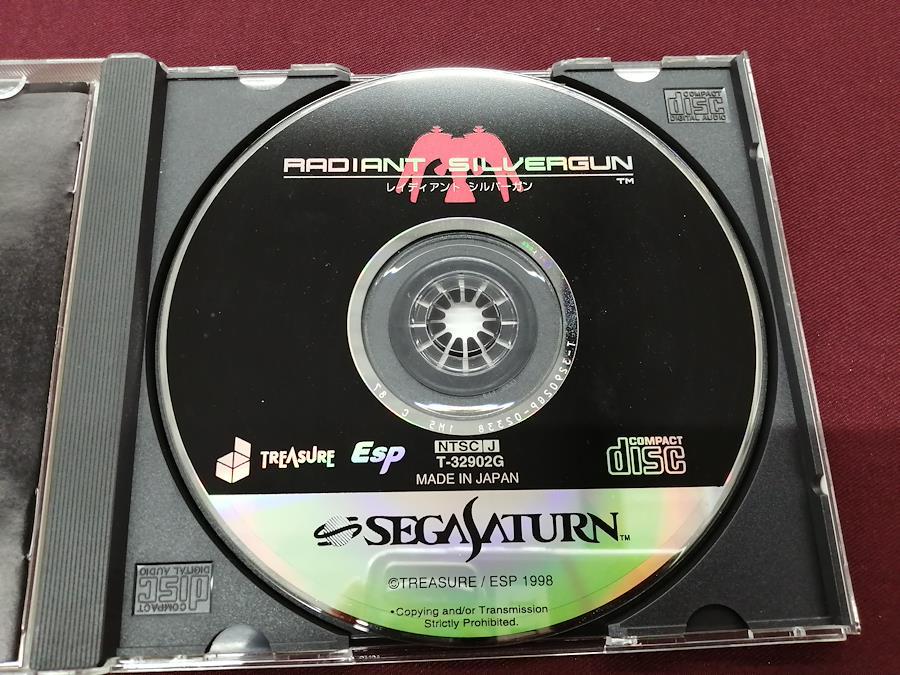 COMPACT
disc
DIGITAL AUDIO
RADIANT SILVERGUN
TM
レイディアント シルバーガン
TREASURE
Esp
NTSC J
T-32902G
MADE IN JAPAN
COMPACT
disc
SEGA SATURN
TM
©TREASURE / ESP 1998
•Copying and/or Transmission
Strictly Prohibited.
COMPACT
disc
DIGITAL AUDIO